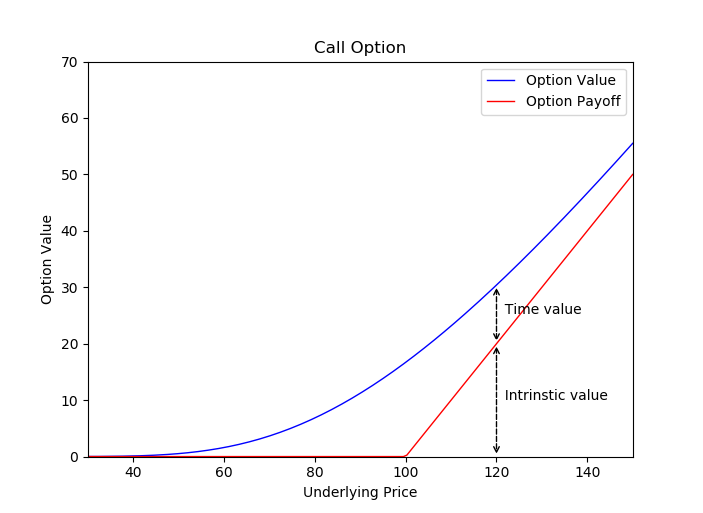 Call Option
70
60
50
40
30
20
10
0
Option Value
Option Value
Option Payoff
Time value
Intrinstic value
40 60 80 100 120 140
Underlying Price